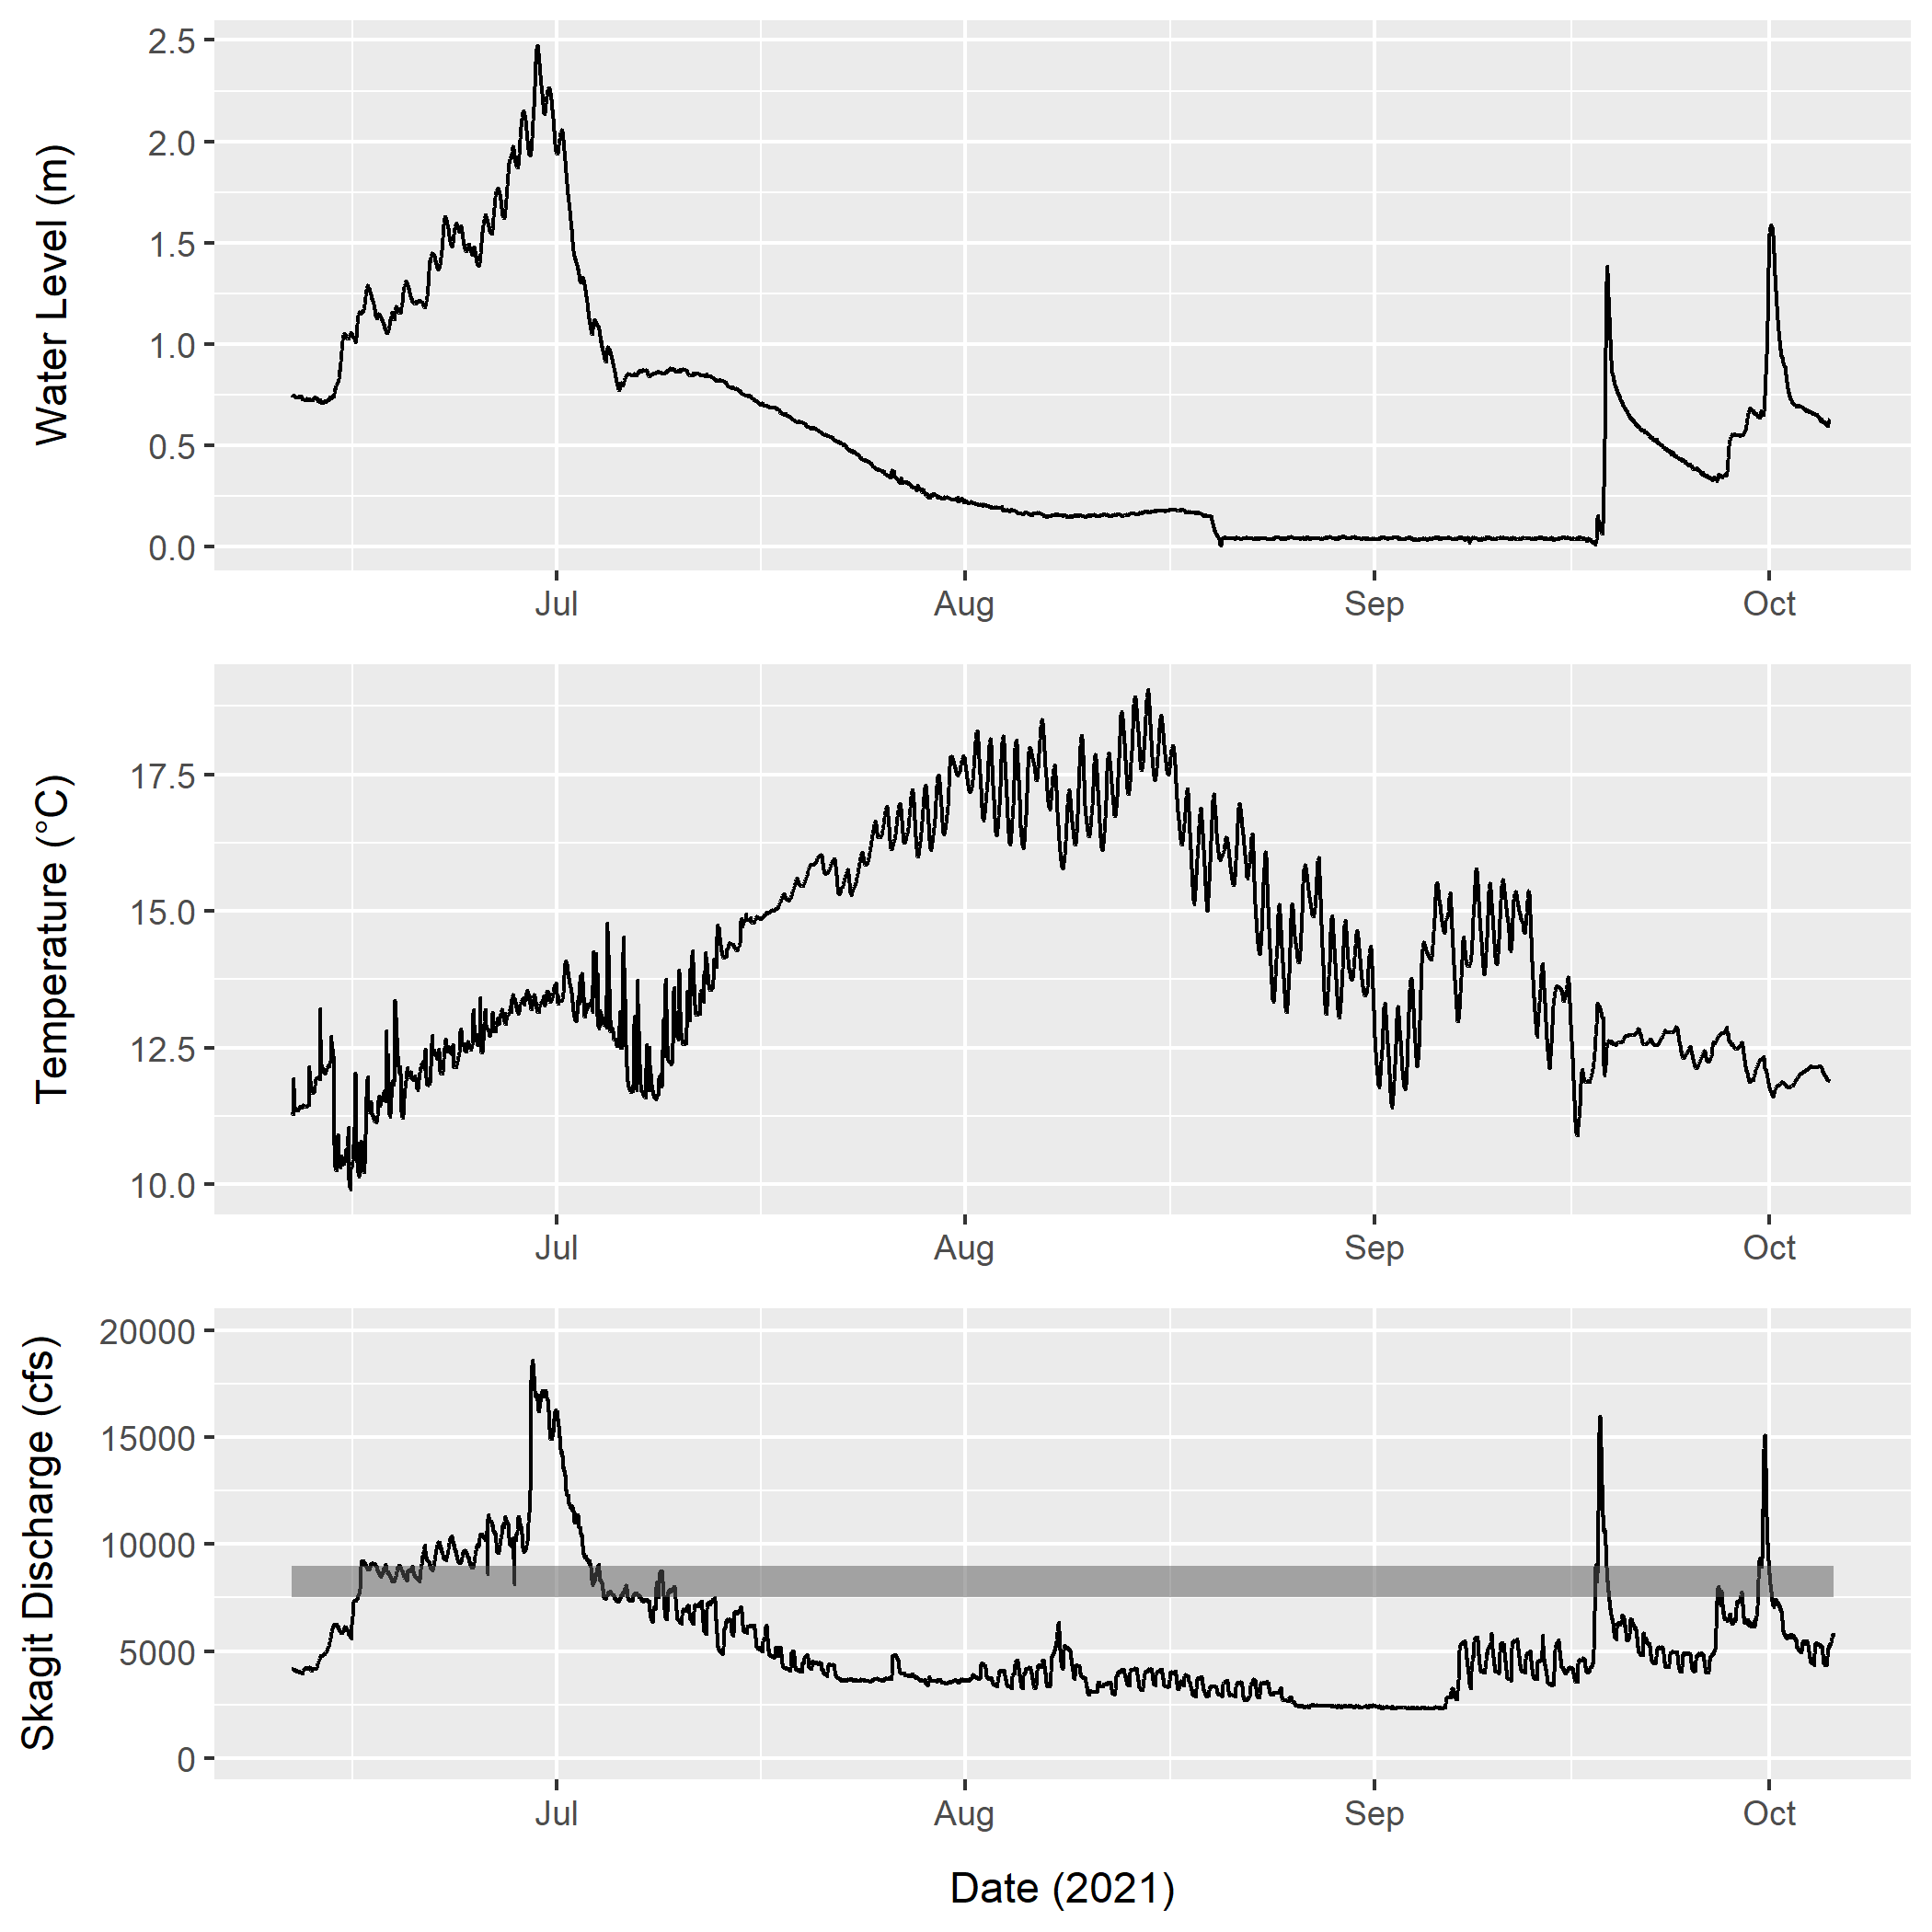 Water Level (m)
2.5
2.0
1.5
1.0
0.5
0.0
Jul Aug Sep Oct
Temperature (°C)
17.5
15.0
12.5
10.0
Jul Aug Sep Oct
Skagit Discharge (cfs)
20000
15000
10000
5000
0
Jul Aug Sep Oct
Date (2021)